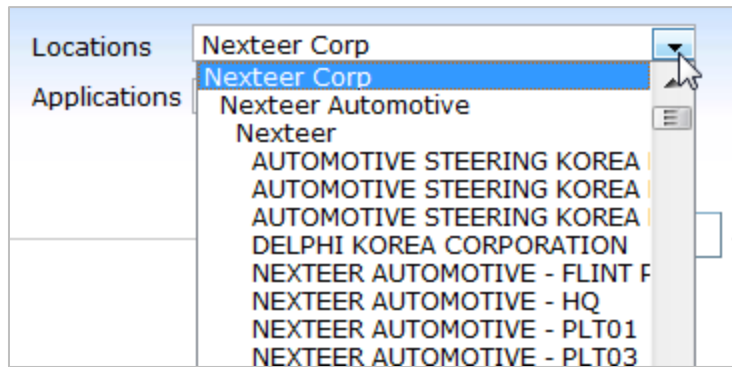 Locations
Nexteer Corp
Nexteer Corp
Applications
Nexteer Automotive
Nexteer
AUTOMOTIVE STEERING KOREA
AUTOMOTIVE STEERING KOREA
AUTOMOTIVE STEERING KOREA
DELPHI KOREA CORPORATION
NEXTEER AUTOMOTIVE - FLINT
NEXTEER AUTOMOTIVE - HQ
NEXTEER AUTOMOTIVE - PLT01
NEXTEER AUTOMOTIVE - PLT03